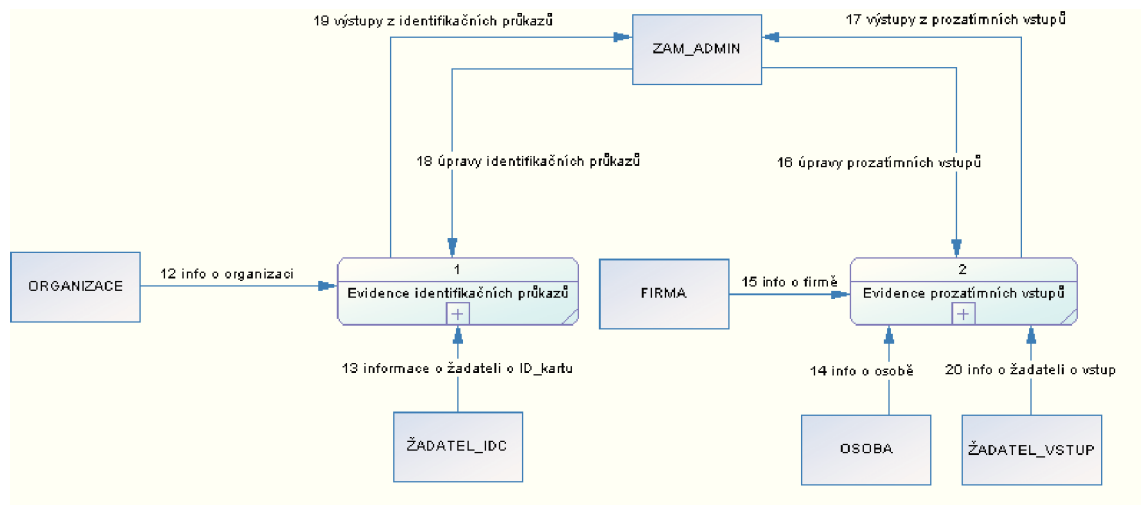 19 výstupy z identifikačních průkazů
17 výstupy z prozatímních vstupů
ZAM_ADMIN
18 úpravy identifikačních průkazů
16 úpravy prozatímních vstupů
ORGANIZACE
12 info o organizaci
1
Evidence identifikačních průkazů
FIRMA
15 info o firmě
2
Evidence prozatímních vstupů
13 informace o žadateli o ID_kartu
14 info o osobě
20 info o žadateli o vstup
ŽADATEL_IDC
OSOBA
ŽADATEL_VSTUP